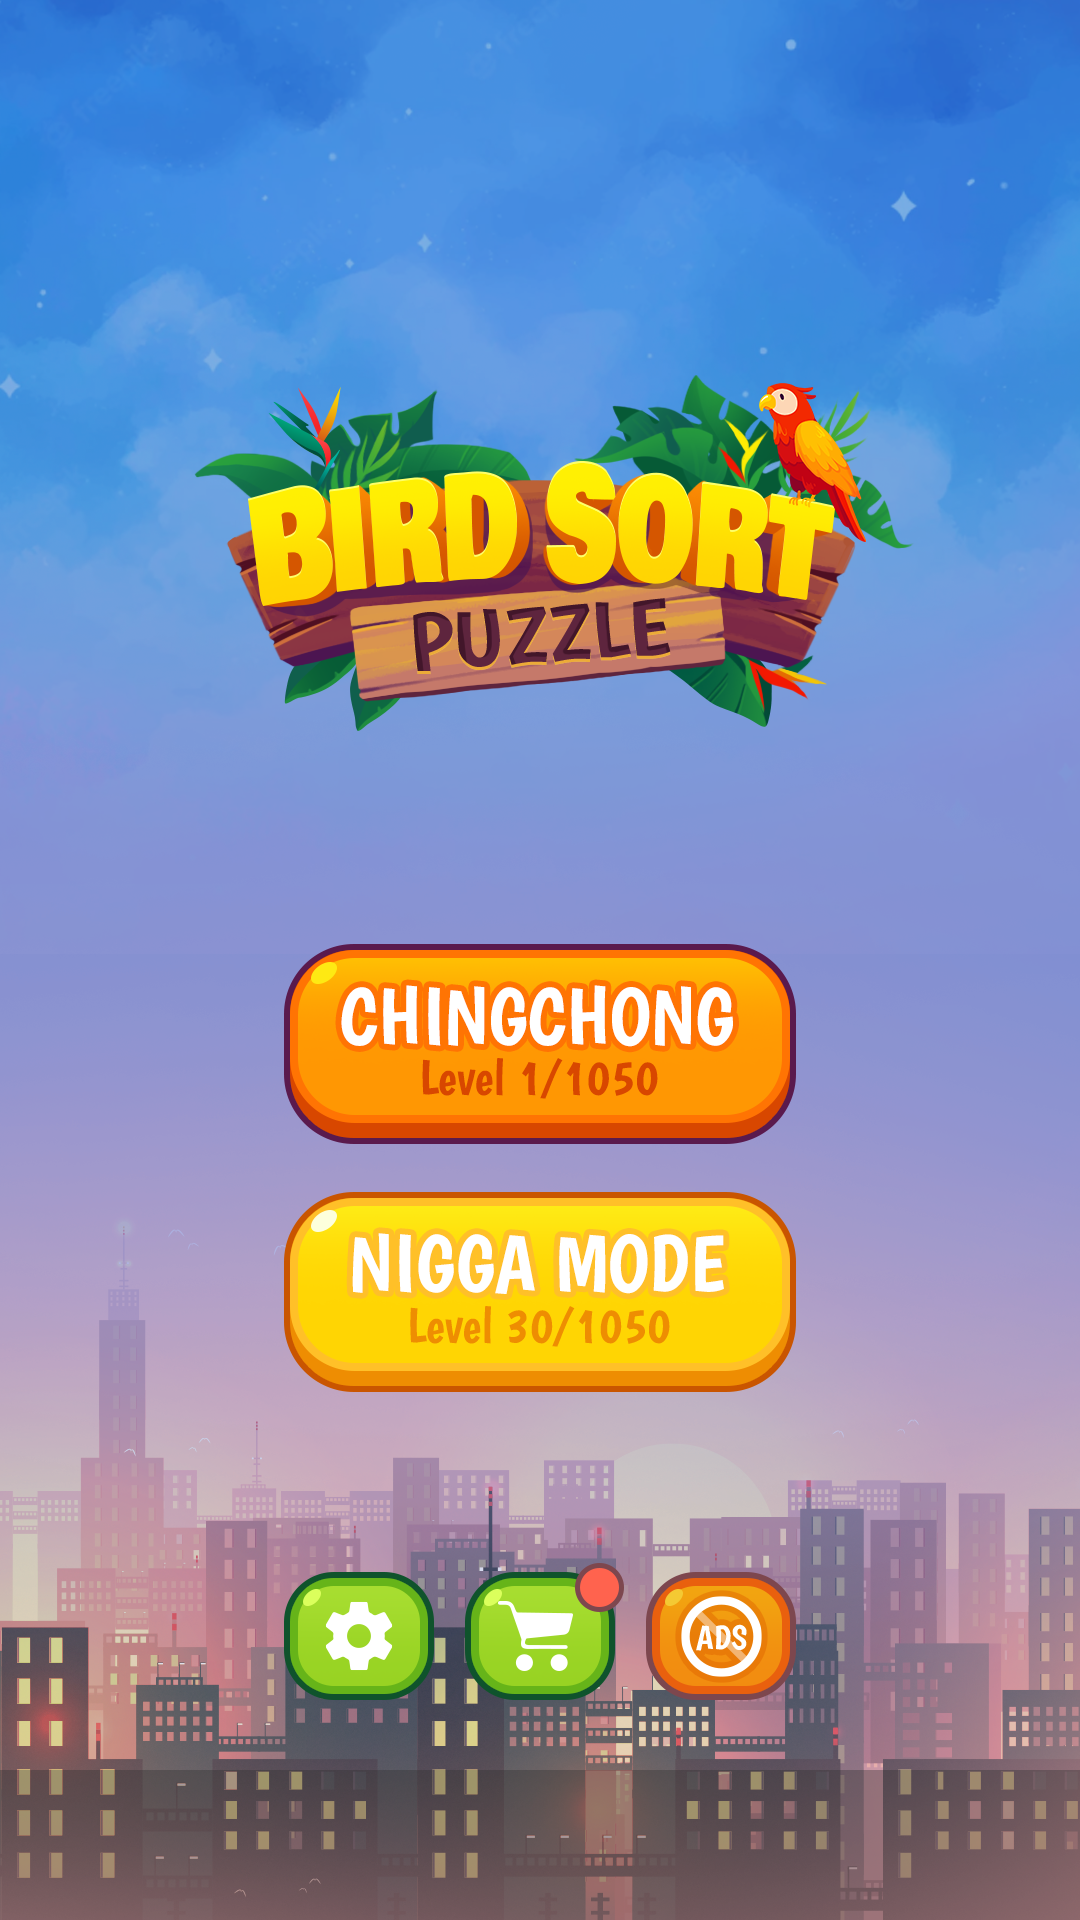 BIRD SORT
PUZZLE
CHINGCHONG
Level 1/1050
NIGGA MODE
Level 30/1050
ADS